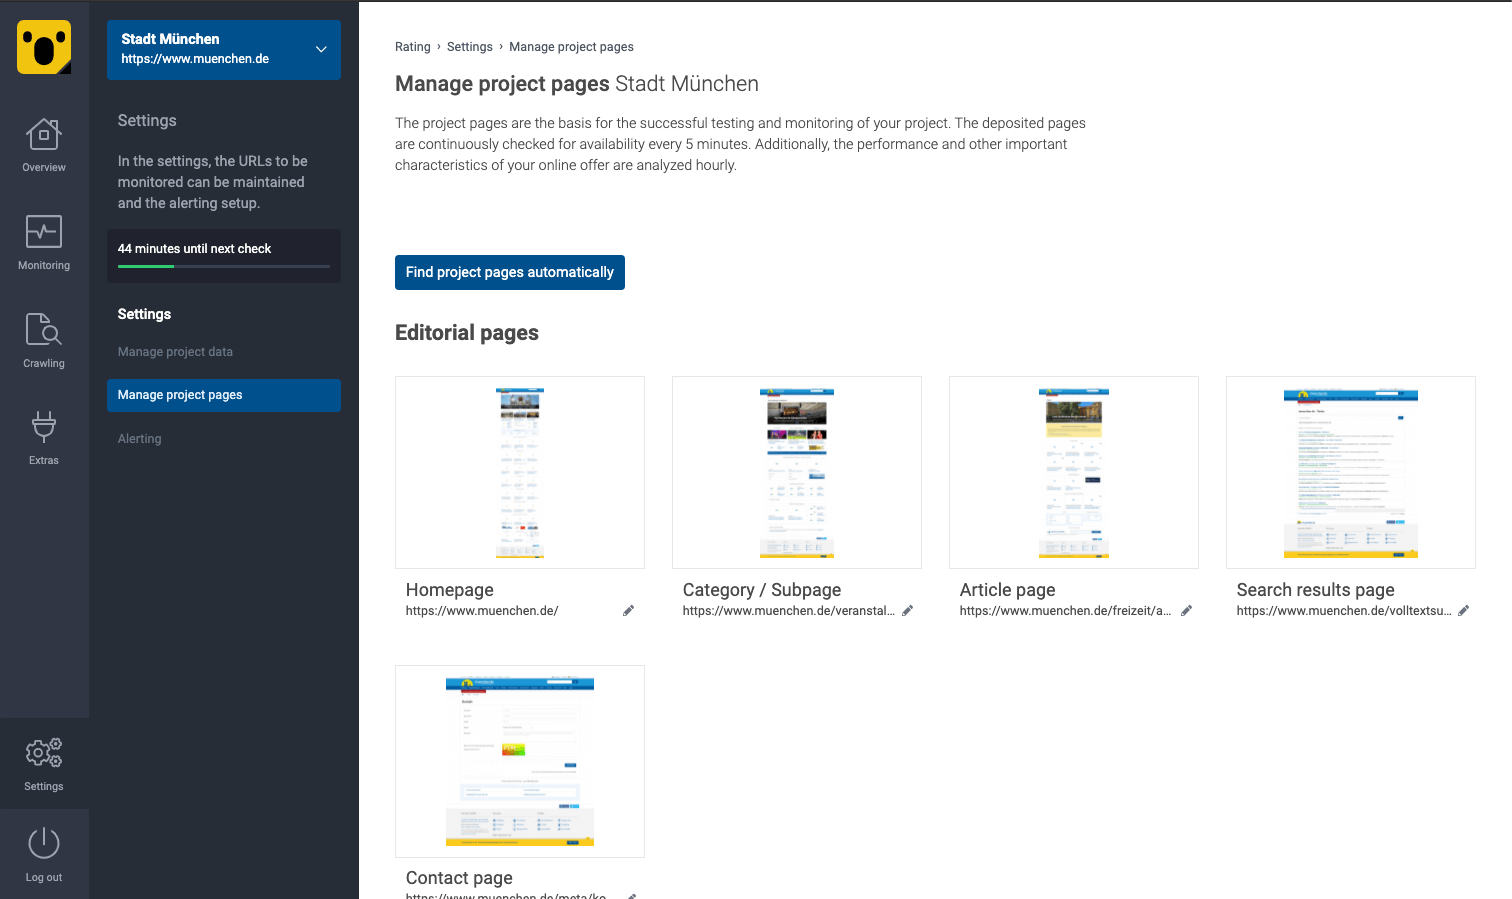 Stadt München
https://www.muenchen.de
Overview
Monitoring
Crawling
Extras
Settings
Log out
Settings
In the settings, the URLs to be
monitored can be maintained
and the alerting setup.
44 minutes until next check
Settings
Manage project data
Manage project pages
Alerting
Rating › Settings › Manage project pages
Manage project pages Stadt München
The project pages are the basis for the successful testing and monitoring of your project. The deposited pages
are continuously checked for availability every 5 minutes. Additionally, the performance and other important
characteristics of your online offer are analyzed hourly.
Find project pages automatically
Editorial pages
Homepage
https://www.muenchen.de/
Category / Subpage
https://www.muenchen.de/veranstal...
Article page
https://www.muenchen.de/freizeit/a...
Search results page
https://www.muenchen.de/volltextsu...
Contact page
https://www.muenchen.de/meta/ko...